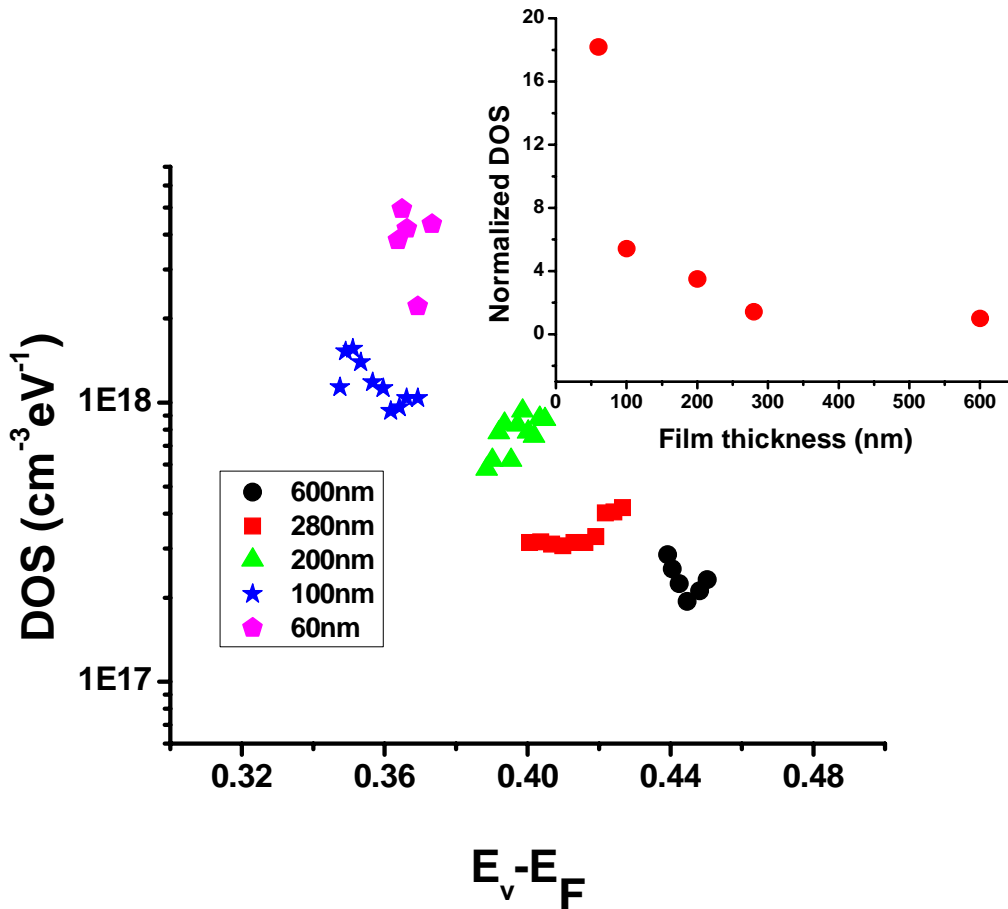 20
16
12
8
4
0
Normalized DOS
0 100 200 300 400 500 600
Film thickness (nm)
1E18
1E17
DOS (cm⁻³eV⁻¹)
600nm
280nm
200nm
100nm
60nm
0.32 0.36 0.40 0.44 0.48
Eᵥ-E_F